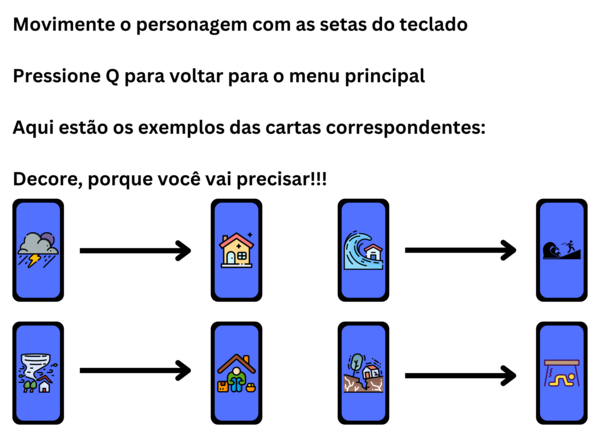 Movimente o personagem com as setas do teclado
Pressione Q para voltar para o menu principal
Aqui estão os exemplos das cartas correspondentes:
Decore, porque você vai precisar!!!